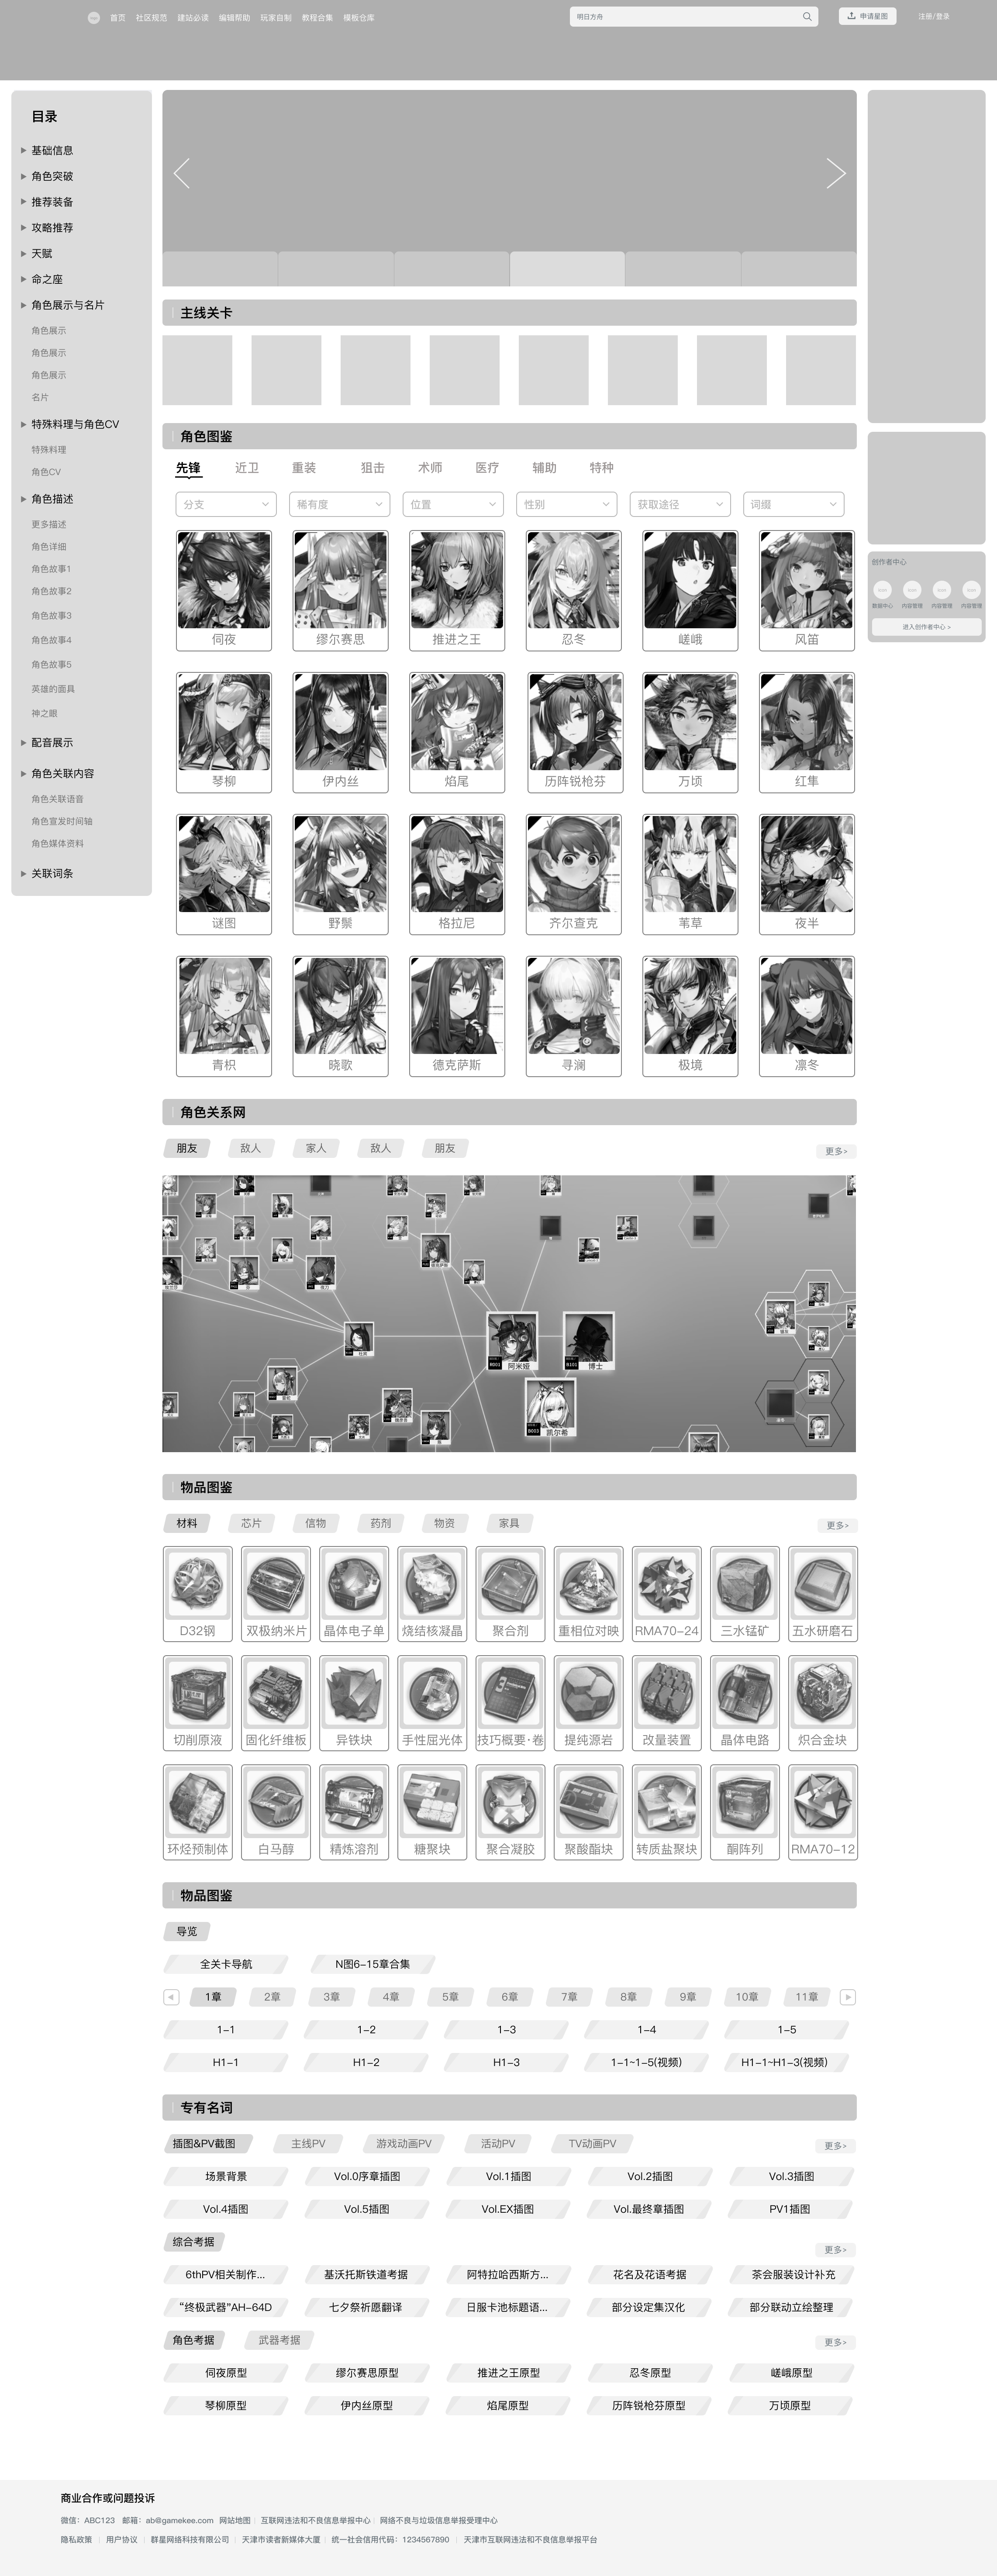 首页 社区规范 建站必读 编辑帮助 玩家自制 教程合集 模板仓库
明日方舟
申请星图
注册/登录
目录
基础信息
角色突破
推荐装备
攻略推荐
天赋
命之座
角色展示与名片
角色展示
角色展示
角色展示
名片
特殊料理与角色CV
特殊料理
角色CV
角色描述
更多描述
角色详细
角色故事1
角色故事2
角色故事3
角色故事4
角色故事5
英雄的面具
神之眼
配音展示
角色关联内容
角色关联语音
角色宣发时间轴
角色媒体资料
关联词条
主线关卡
角色图鉴
先锋 近卫 重装 狙击 术师 医疗 辅助 特种
分支 稀有度 位置 性别 获取途径 词缀
伺夜 缪尔赛思 推进之王 忍冬 嵯峨 风笛
琴柳 伊内丝 焰尾 历阵锐枪芬 万顷 红隼
谜图 野鬃 格拉尼 齐尔查克 苇草 夜半
青枳 晓歌 德克萨斯 寻澜 极境 凛冬
创作者中心
数据中心 内容管理 内容管理 内容管理
进入创作者中心 >
角色关系网
朋友 敌人 家人 敌人 朋友
更多>
阿米娅
博士
凯尔希
物品图鉴
材料 芯片 信物 药剂 物资 家具
更多>
D32钢 双极纳米片 晶体电子单 烧结核凝晶 聚合剂 重相位对映 RMA70-24 三水锰矿 五水研磨石
切削原液 固化纤维板 异铁块 手性屈光体 技巧概要·卷 提纯源岩 改量装置 晶体电路 炽合金块
环烃预制体 白马醇 精炼溶剂 糖聚块 聚合凝胶 聚酸酯块 转质盐聚块 酮阵列 RMA70-12
物品图鉴
导览
全关卡导航 N图6-15章合集
1章 2章 3章 4章 5章 6章 7章 8章 9章 10章 11章
1-1 1-2 1-3 1-4 1-5
H1-1 H1-2 H1-3 1-1~1-5(视频) H1-1~H1-3(视频)
专有名词
插图&PV截图 主线PV 游戏动画PV 活动PV TV动画PV
更多>
场景背景 Vol.0序章插图 Vol.1插图 Vol.2插图 Vol.3插图
Vol.4插图 Vol.5插图 Vol.EX插图 Vol.最终章插图 PV1插图
综合考据
更多>
6thPV相关制作... 基沃托斯铁道考据 阿特拉哈西斯方... 花名及花语考据 茶会服装设计补充
“终极武器”AH-64D 七夕祭祈愿翻译 日服卡池标题语... 部分设定集汉化 部分联动立绘整理
角色考据 武器考据
更多>
伺夜原型 缪尔赛思原型 推进之王原型 忍冬原型 嵯峨原型
琴柳原型 伊内丝原型 焰尾原型 历阵锐枪芬原型 万顷原型
商业合作或问题投诉
微信：ABC123 邮箱：ab@gamekee.com 网站地图 | 互联网违法和不良信息举报中心 | 网络不良与垃圾信息举报受理中心
隐私政策 | 用户协议 | 群星网络科技有限公司 | 天津市读者新媒体大厦 | 统一社会信用代码：1234567890 | 天津市互联网违法和不良信息举报平台